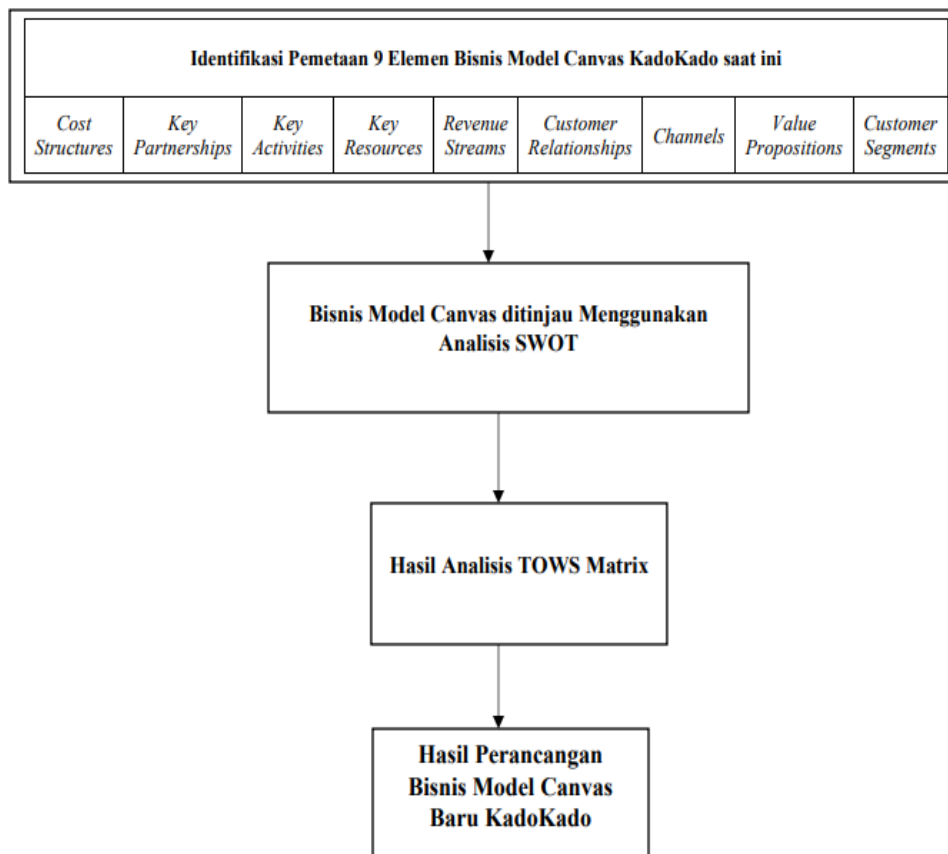 Identifikasi Pemetaan 9 Elemen Bisnis Model Canvas KadoKado saat ini
Cost Structures
Key Partnerships
Key Activities
Key Resources
Revenue Streams
Customer Relationships
Channels
Value Propositions
Customer Segments
Bisnis Model Canvas ditinjau Menggunakan
Analisis SWOT
Hasil Analisis TOWS Matrix
Hasil Perancangan
Bisnis Model Canvas
Baru KadoKado